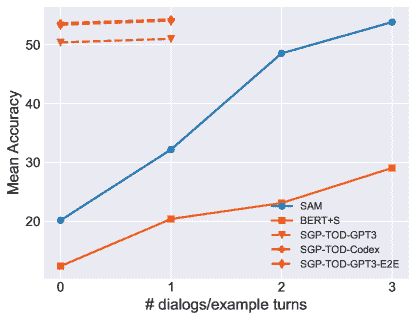 Mean Accuracy
50
40
30
20
0
1
2
3
# dialogs/example turns
SAM
BERT+S
SGP-TOD-GPT3
SGP-TOD-Codex
SGP-TOD-GPT3-E2E